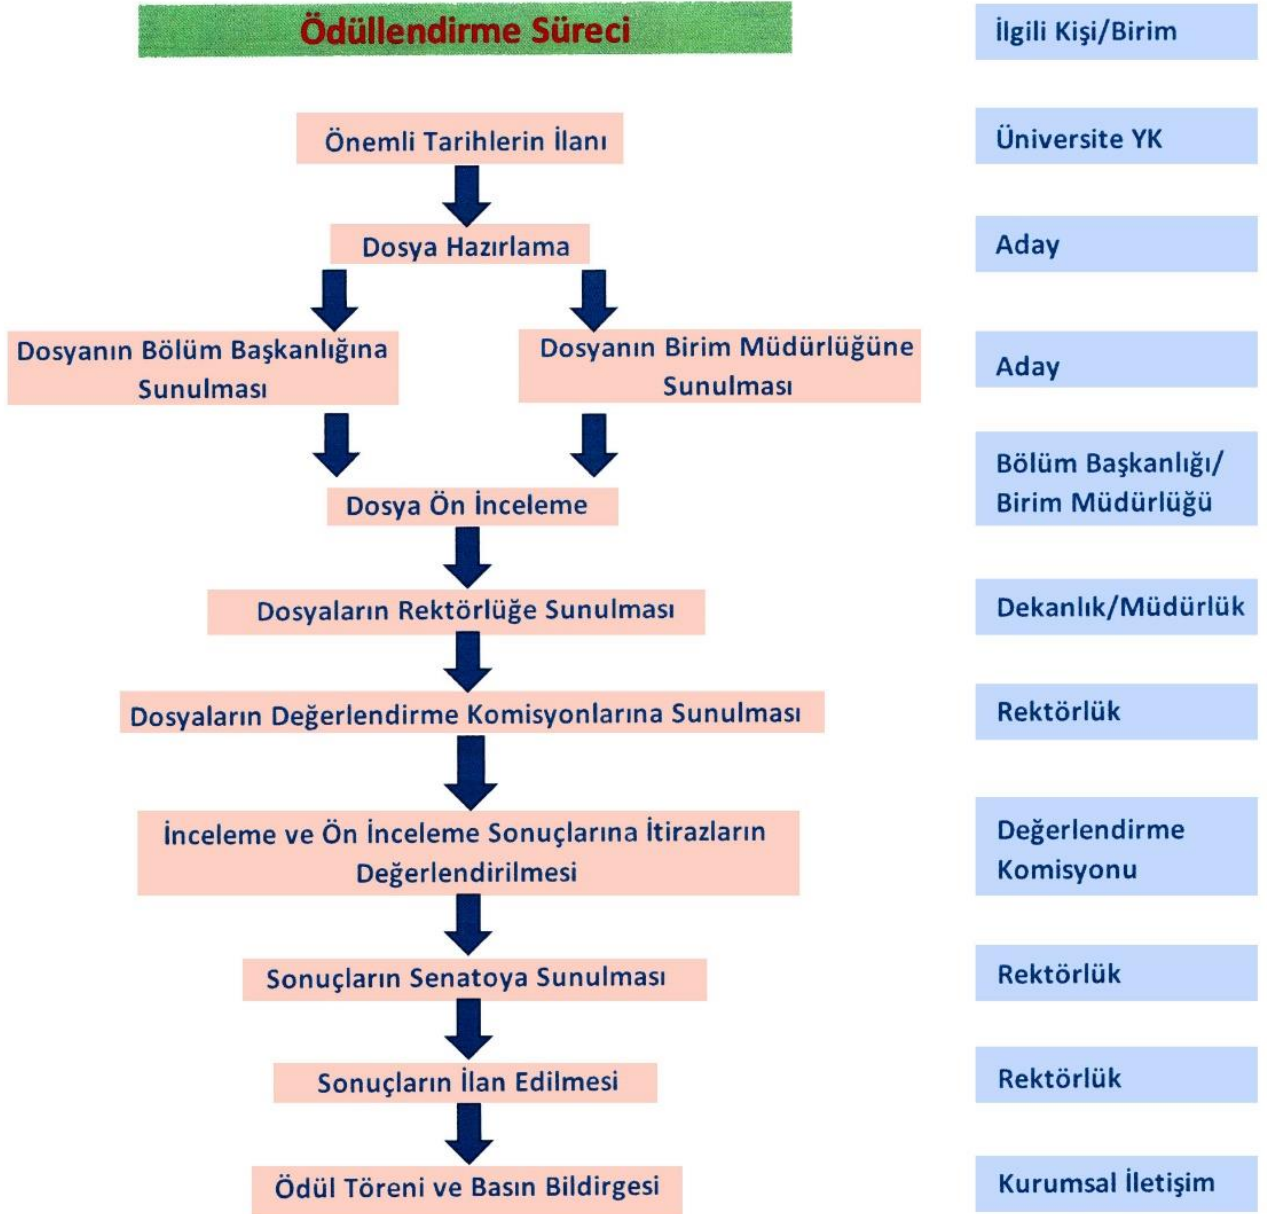 Ödüllendirme Süreci
İlgili Kişi/Birim
Önemli Tarihlerin İlanı
Üniversite YK
Dosya Hazırlama
Aday
Dosyanın Bölüm Başkanlığına
Sunulması
Dosyanın Birim Müdürlüğüne
Sunulması
Aday
Dosya Ön İnceleme
Bölüm Başkanlığı/
Birim Müdürlüğü
Dosyaların Rektörlüğe Sunulması
Dekanlık/Müdürlük
Dosyaların Değerlendirme Komisyonlarına Sunulması
Rektörlük
İnceleme ve Ön İnceleme Sonuçlarına İtirazların
Değerlendirilmesi
Değerlendirme
Komisyonu
Sonuçların Senatoya Sunulması
Rektörlük
Sonuçların İlan Edilmesi
Rektörlük
Ödül Töreni ve Basın Bildirgesi
Kurumsal İletişim